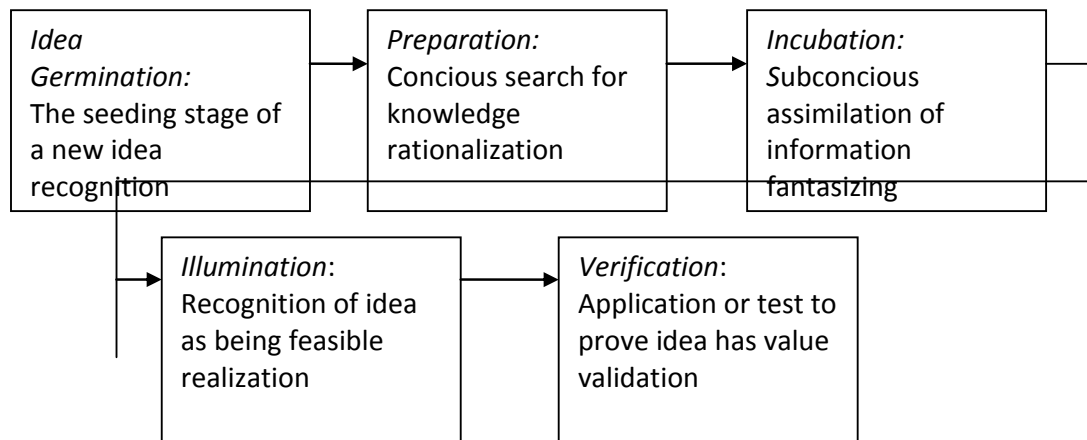 Idea
Germination:
The seeding stage of
a new idea
recognition
Preparation:
Concious search for
knowledge
rationalization
Incubation:
Subconcious
assimilation of
information
fantasizing
Illumination:
Recognition of idea
as being feasible
realization
Verification:
Application or test to
prove idea has value
validation